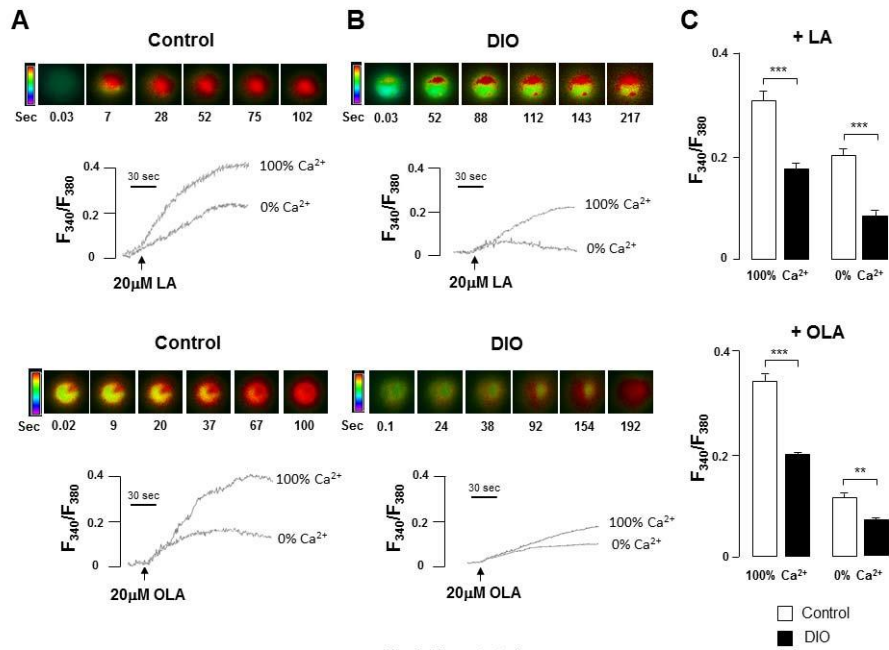 A
Control
Sec 0.03 7 28 52 75 102
F340/F380
0.4
0.2
0
30 sec
100% Ca²⁺
0% Ca²⁺
20µM LA
B
DIO
Sec 0.03 52 88 112 143 217
F340/F380
0.4
0.2
0
30 sec
100% Ca²⁺
0% Ca²⁺
20µM LA
C
+ LA
F340/F380
0.4
0.2
0
***
***
100% Ca²⁺ 0% Ca²⁺
Control
Sec 0.02 9 20 37 67 100
F340/F380
0.4
0.2
0
30 sec
100% Ca²⁺
0% Ca²⁺
20µM OLA
DIO
Sec 0.1 24 38 92 154 192
F340/F380
0.4
0.2
0
30 sec
100% Ca²⁺
0% Ca²⁺
20µM OLA
+ OLA
F340/F380
0.4
0.2
0
***
**
100% Ca²⁺ 0% Ca²⁺
Control
DIO